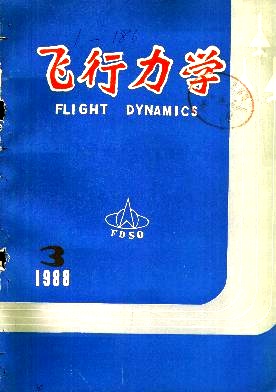 飞行力学
FLIGHT DYNAMICS
FDSO
3
1988